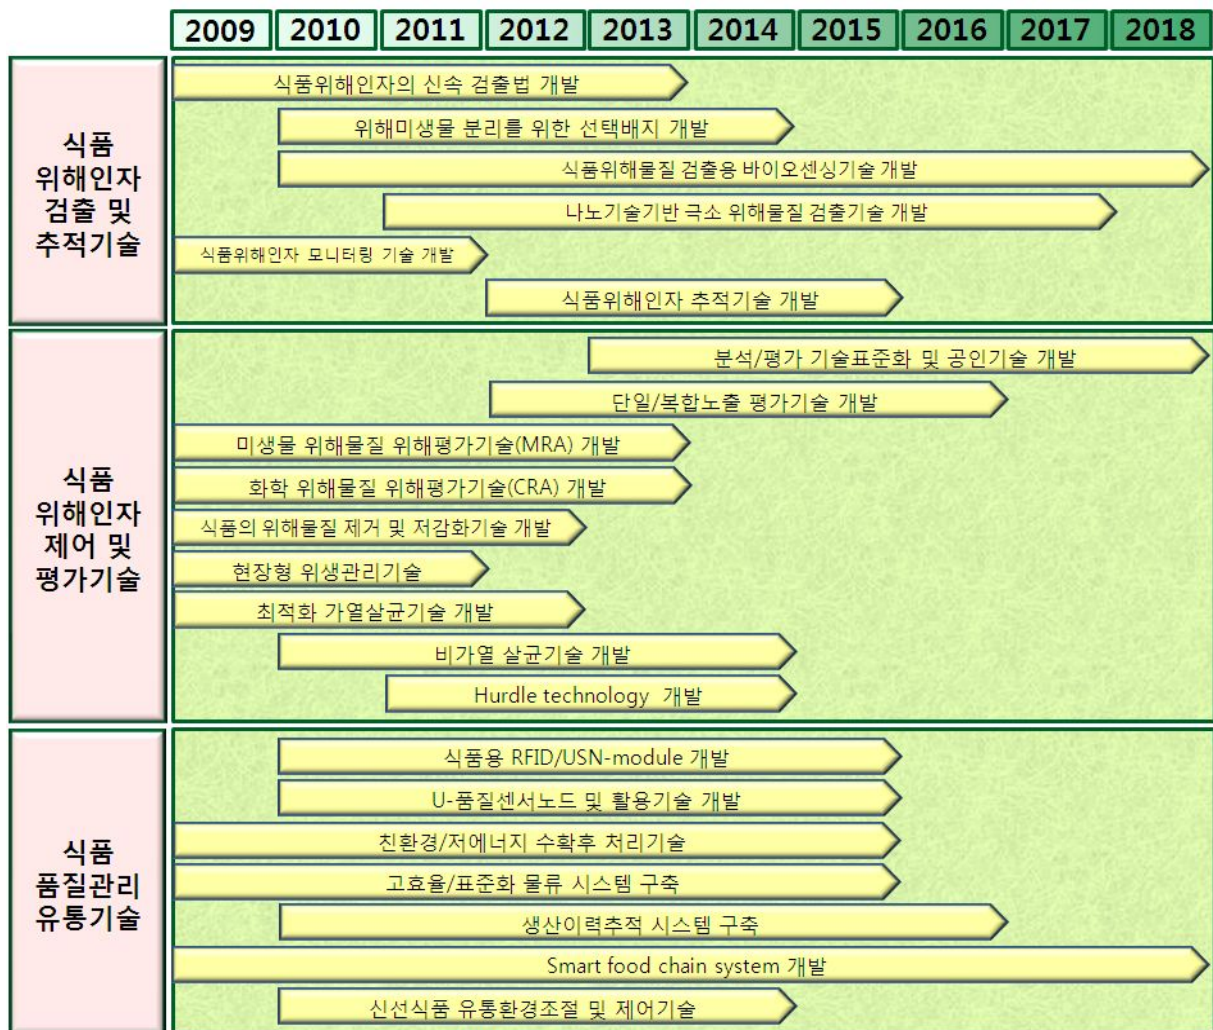 2009 2010 2011 2012 2013 2014 2015 2016 2017 2018
식품
위해인자
검출 및
추적기술
식품위해인자의 신속 검출법 개발
위해미생물 분리를 위한 선택배지 개발
식품위해물질 검출용 바이오센싱기술 개발
나노기술기반 극소 위해물질 검출기술 개발
식품위해인자 모니터링 기술 개발
식품위해인자 추적기술 개발
식품
위해인자
제어 및
평가기술
분석/평가 기술표준화 및 공인기술 개발
단일/복합노출 평가기술 개발
미생물 위해물질 위해평가기술(MRA) 개발
화학 위해물질 위해평가기술(CRA) 개발
식품의 위해물질 제거 및 저감화기술 개발
현장형 위생관리기술
최적화 가열살균기술 개발
비가열 살균기술 개발
Hurdle technology 개발
식품
품질관리
유통기술
식품용 RFID/USN-module 개발
U-품질센서노드 및 활용기술 개발
친환경/저에너지 수확후 처리기술
고효율/표준화 물류 시스템 구축
생산이력추적 시스템 구축
Smart food chain system 개발
신선식품 유통환경조절 및 제어기술